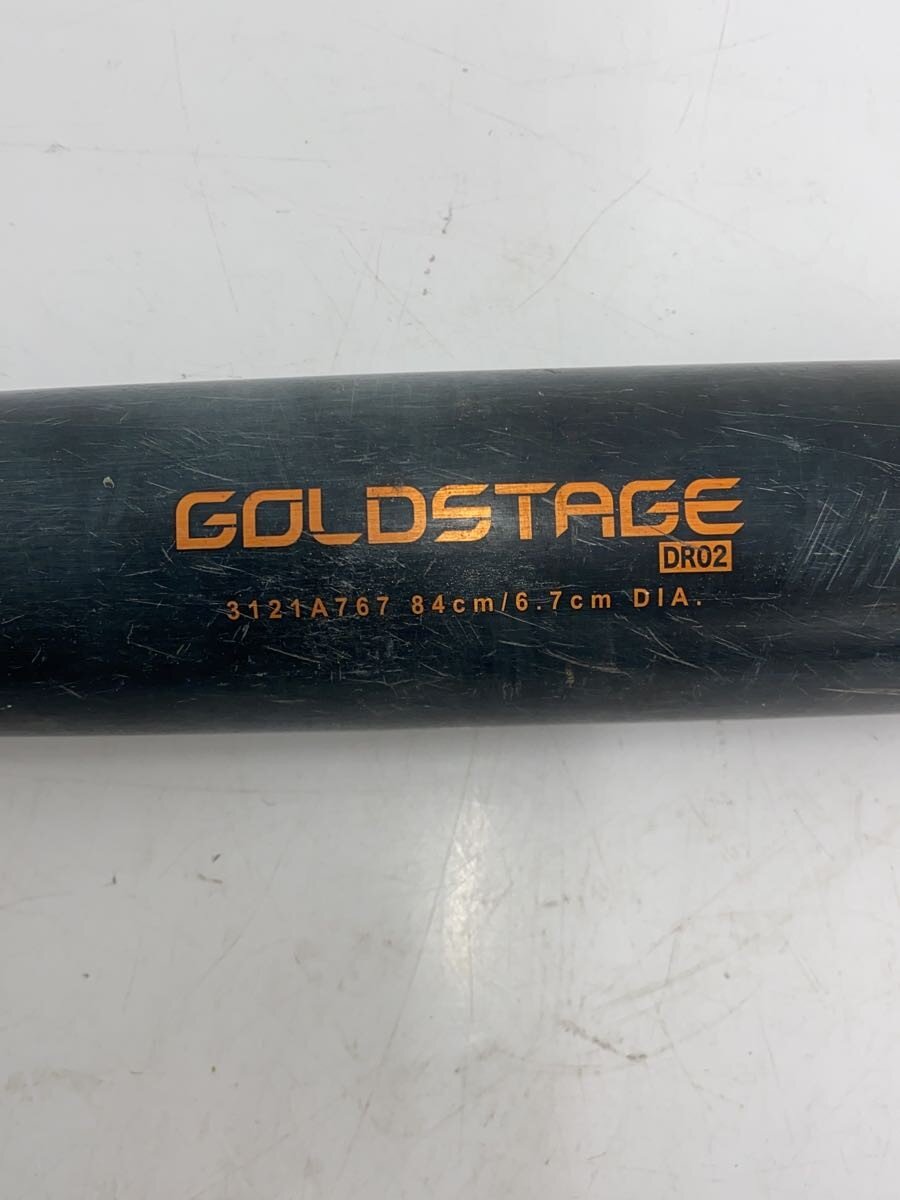 GOLDSTAGE
DR02
3121A767 84cm/6.7cm DIA.